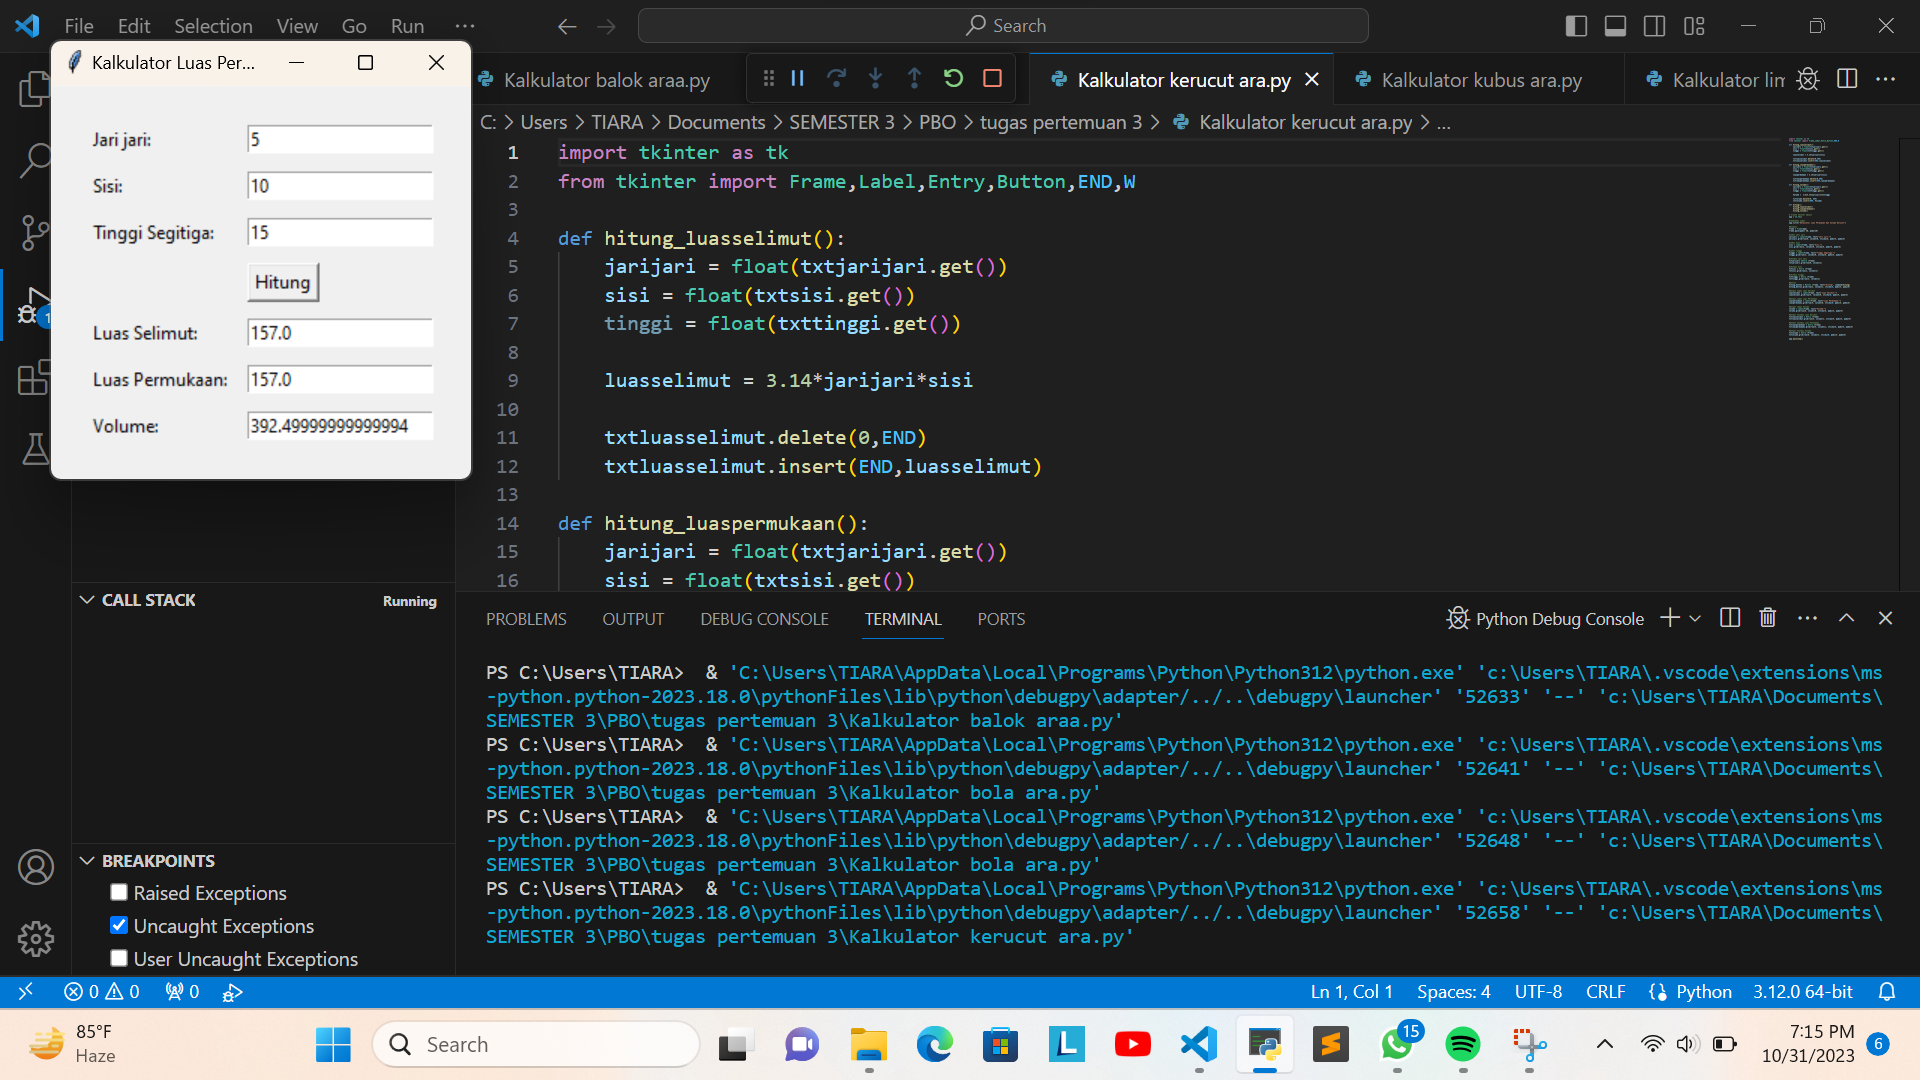 File Edit Selection View Go Run ···
Search
Kalkulator Luas Per...
Jari jari: 5
Sisi: 10
Tinggi Segitiga: 15
Hitung
Luas Selimut: 157.0
Luas Permukaan: 157.0
Volume: 392.49999999999994
1
Kalkulator balok araa.py
Kalkulator kerucut ara.py
Kalkulator kubus ara.py
Kalkulator lim
C: > Users > TIARA > Documents > SEMESTER 3 > PBO > tugas pertemuan 3 > Kalkulator kerucut ara.py > ...
1 import tkinter as tk
2 from tkinter import Frame,Label,Entry,Button,END,W
3
4 def hitung_luasselimut():
5 jarijari = float(txtjarijari.get())
6 sisi = float(txtsisi.get())
7 tinggi = float(txttinggi.get())
8
9 luasselimut = 3.14*jarijari*sisi
10
11 txtluasselimut.delete(0,END)
12 txtluasselimut.insert(END,luasselimut)
13
14 def hitung_luaspermukaan():
15 jarijari = float(txtjarijari.get())
16 sisi = float(txtsisi.get())
CALL STACK Running
BREAKPOINTS
Raised Exceptions
Uncaught Exceptions
User Uncaught Exceptions
PROBLEMS OUTPUT DEBUG CONSOLE TERMINAL PORTS
Python Debug Console
PS C:\Users\TIARA>  & 'C:\Users\TIARA\AppData\Local\Programs\Python\Python312\python.exe' 'c:\Users\TIARA\.vscode\extensions\ms
-python.python-2023.18.0\pythonFiles\lib\python\debugpy\adapter/../..\debugpy\launcher' '52633' '--' 'c:\Users\TIARA\Documents\
SEMESTER 3\PBO\tugas pertemuan 3\Kalkulator balok araa.py'
PS C:\Users\TIARA>  & 'C:\Users\TIARA\AppData\Local\Programs\Python\Python312\python.exe' 'c:\Users\TIARA\.vscode\extensions\ms
-python.python-2023.18.0\pythonFiles\lib\python\debugpy\adapter/../..\debugpy\launcher' '52641' '--' 'c:\Users\TIARA\Documents\
SEMESTER 3\PBO\tugas pertemuan 3\Kalkulator bola ara.py'
PS C:\Users\TIARA>  & 'C:\Users\TIARA\AppData\Local\Programs\Python\Python312\python.exe' 'c:\Users\TIARA\.vscode\extensions\ms
-python.python-2023.18.0\pythonFiles\lib\python\debugpy\adapter/../..\debugpy\launcher' '52648' '--' 'c:\Users\TIARA\Documents\
SEMESTER 3\PBO\tugas pertemuan 3\Kalkulator bola ara.py'
PS C:\Users\TIARA>  & 'C:\Users\TIARA\AppData\Local\Programs\Python\Python312\python.exe' 'c:\Users\TIARA\.vscode\extensions\ms
-python.python-2023.18.0\pythonFiles\lib\python\debugpy\adapter/../..\debugpy\launcher' '52658' '--' 'c:\Users\TIARA\Documents\
SEMESTER 3\PBO\tugas pertemuan 3\Kalkulator kerucut ara.py'
0 0 0
Ln 1, Col 1 Spaces: 4 UTF-8 CRLF Python 3.12.0 64-bit
85°F
Haze
Search
15
7:15 PM
10/31/2023
6